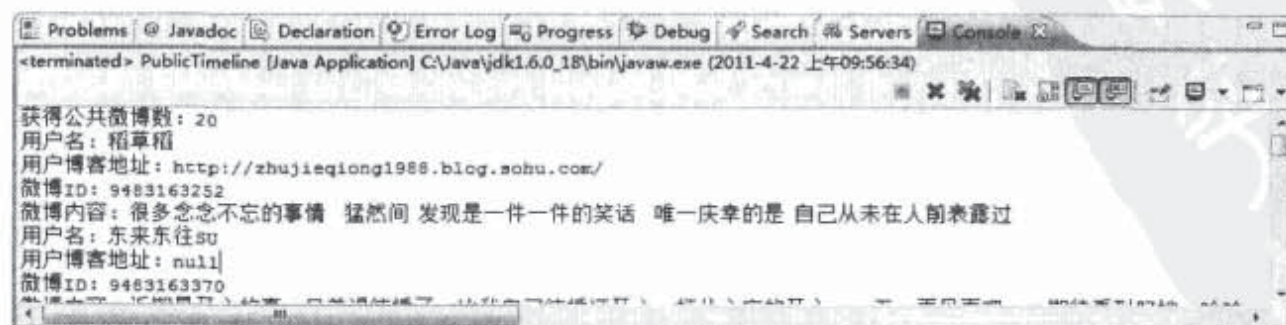 Problems @ Javadoc Declaration Error Log Progress Debug Search Servers Console
<terminated> PublicTimeline [Java Application] C:\Java\jdk1.6.0_18\bin\javaw.exe (2011-4-22 上午09:56:34)
获得公共微博数：20
用户名：稻草稻
用户博客地址：http://zhujieqiong1988.blog.sohu.com/
微博ID：9483163252
微博内容：很多念念不忘的事情 猛然间 发现是一件一件的笑话 唯一庆幸的是 自己从未在人前表露过
用户名：东来东往su
用户博客地址：null
微博ID：9483163370